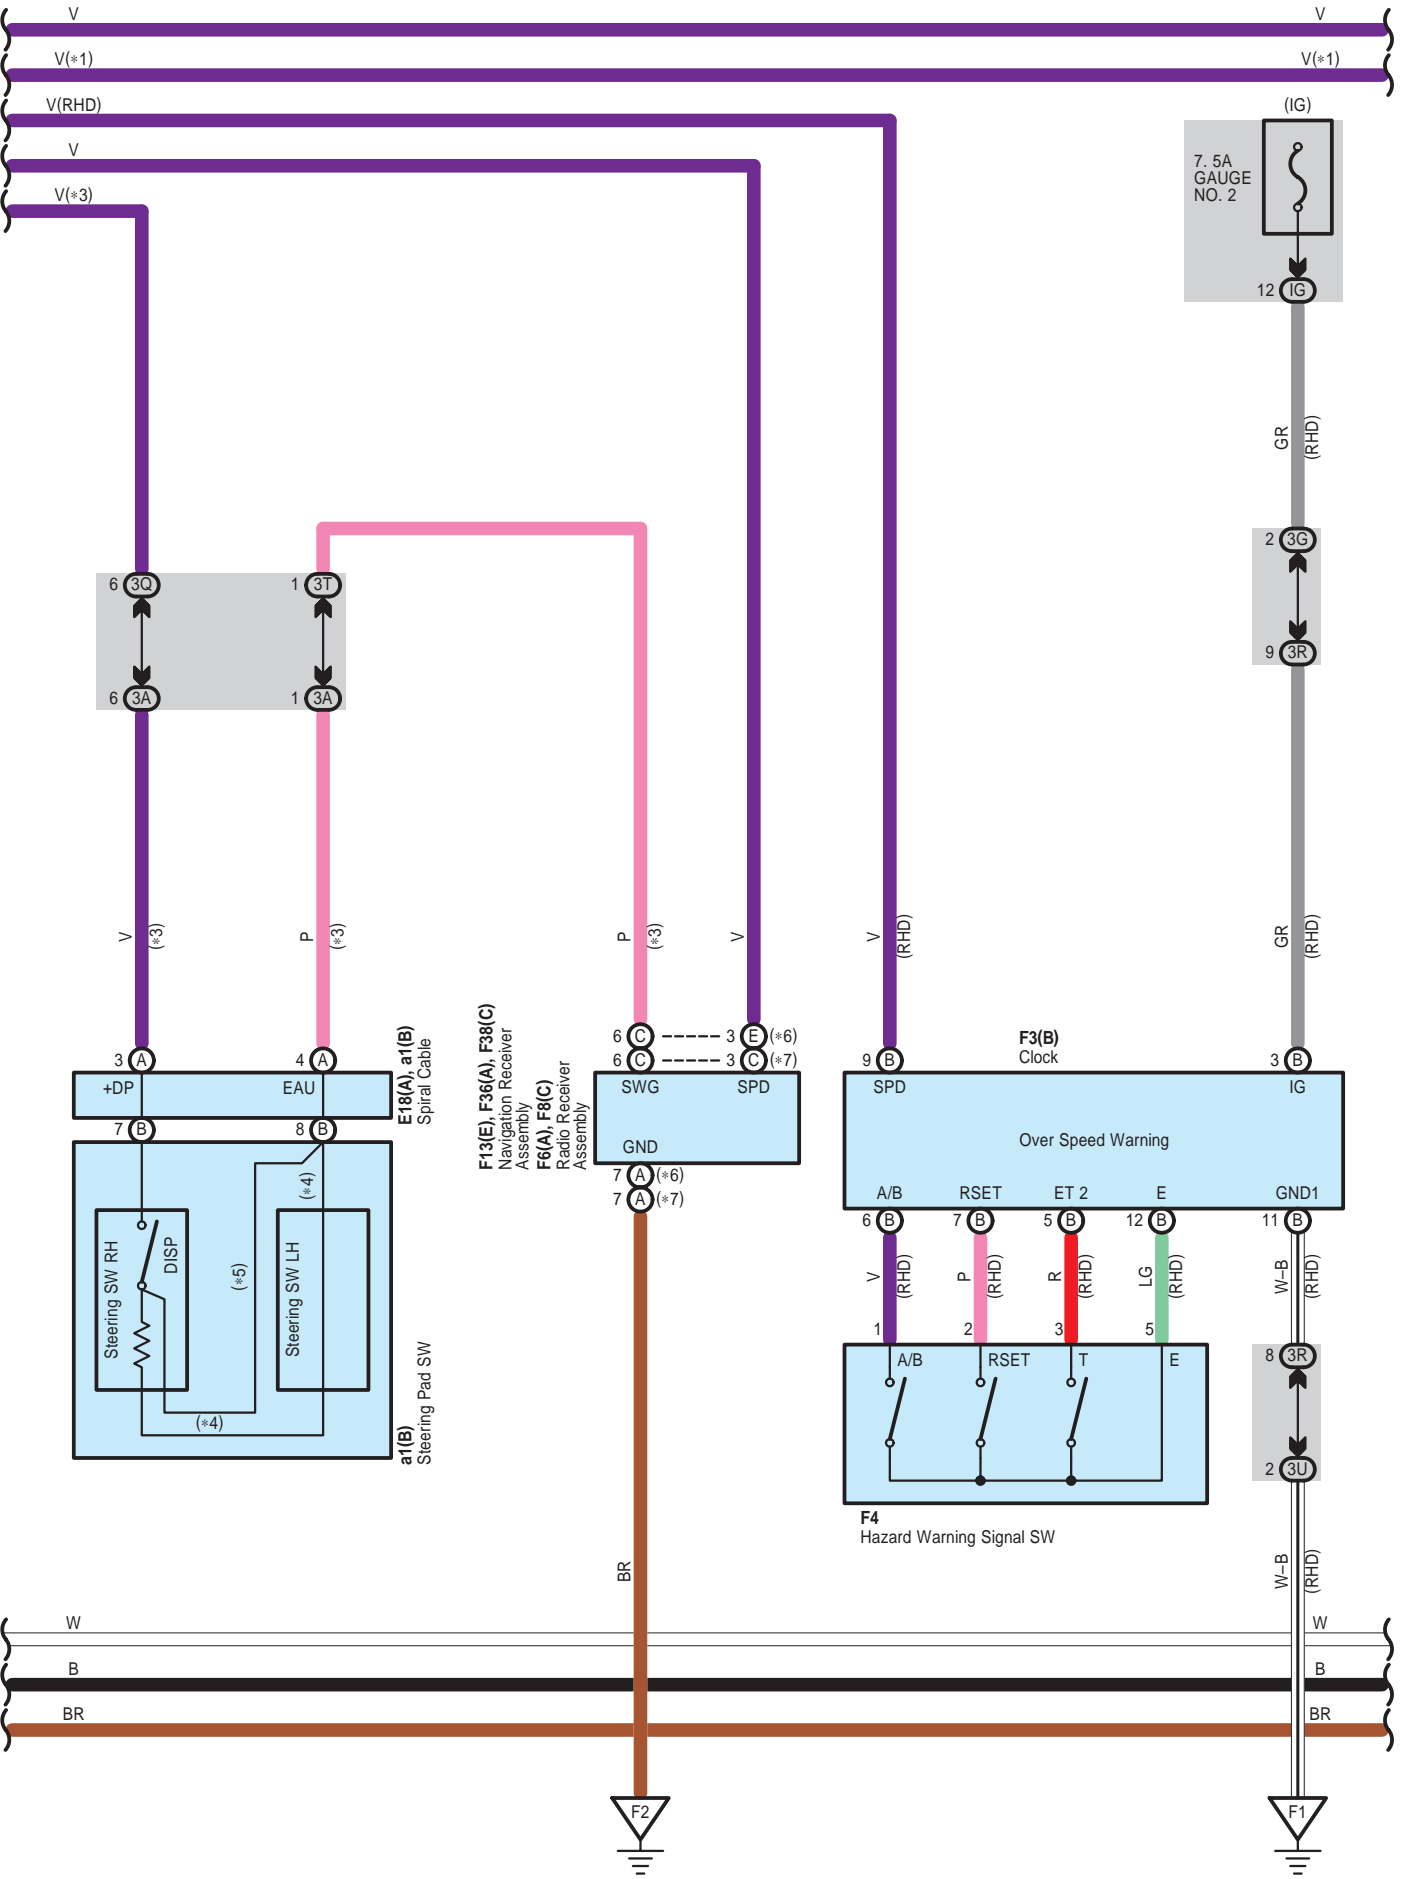 V
V
V(*1)
V(*1)
V(RHD)
(IG)
V
7. 5A
GAUGE
NO. 2
V(*3)
12 IG
GR
(RHD)
2 3G
6 3Q
1 3T
9 3R
6 3A
1 3A
V
(*3)
P
(*3)
P
(*3)
V
V
(RHD)
GR
(RHD)
E18(A), a1(B)
Spiral Cable
F13(E), F36(A), F38(C)
Navigation Receiver
Assembly
F6(A), F8(C)
Radio Receiver
Assembly
F3(B)
Clock
6 C
3 E (*6)
3 A
4 A
6 C
3 C (*7)
9 B
3 B
+DP
EAU
SWG
SPD
SPD
IG
7 B
8 B
Over Speed Warning
GND
7 A (*6)
7 A (*7)
A/B
RSET
ET 2
E
GND1
6 B
7 B
5 B
12 B
11 B
(*4)
Steering SW RH
DISP
(*5)
Steering SW LH
V
(RHD)
P
(RHD)
R
(RHD)
LG
(RHD)
W–B
(RHD)
1
2
3
5
8 3R
A/B
RSET
T
E
(*4)
a1(B)
Steering Pad SW
2 3U
F4
Hazard Warning Signal SW
BR
W–B
(RHD)
W
W
B
B
BR
BR
F2
F1